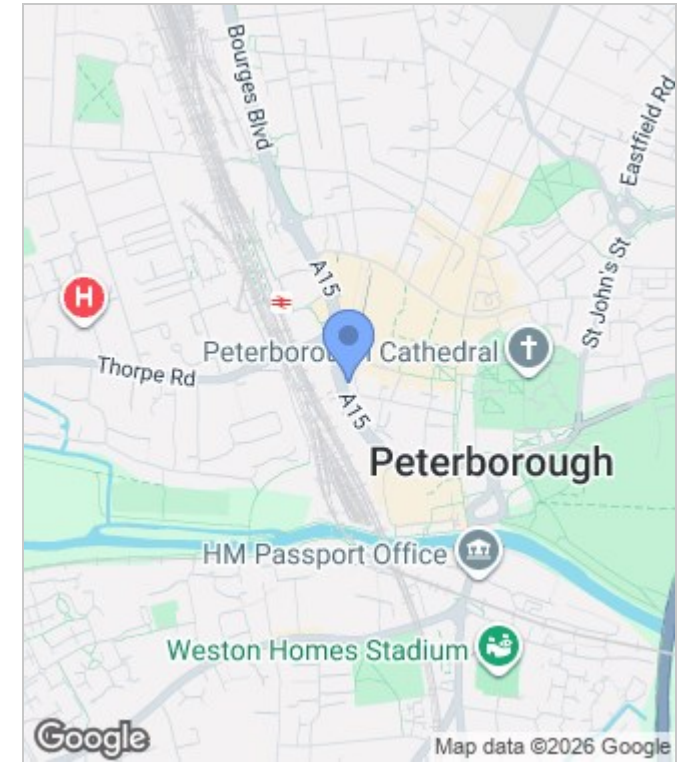 Bourges Blvd
Eastfield Rd
A15
St John's St
H
Peterborough Cathedral
Thorpe Rd
A15
Peterborough
HM Passport Office
Weston Homes Stadium
Google
Map data ©2026 Google